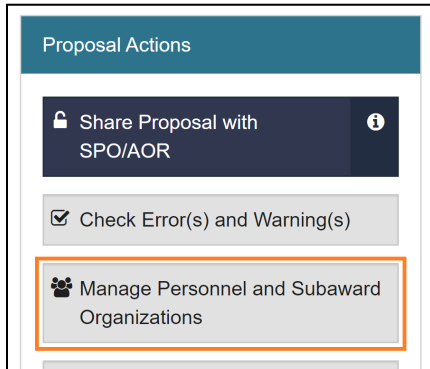 Proposal Actions
Share Proposal with
SPO/AOR
Check Error(s) and Warning(s)
Manage Personnel and Subaward
Organizations